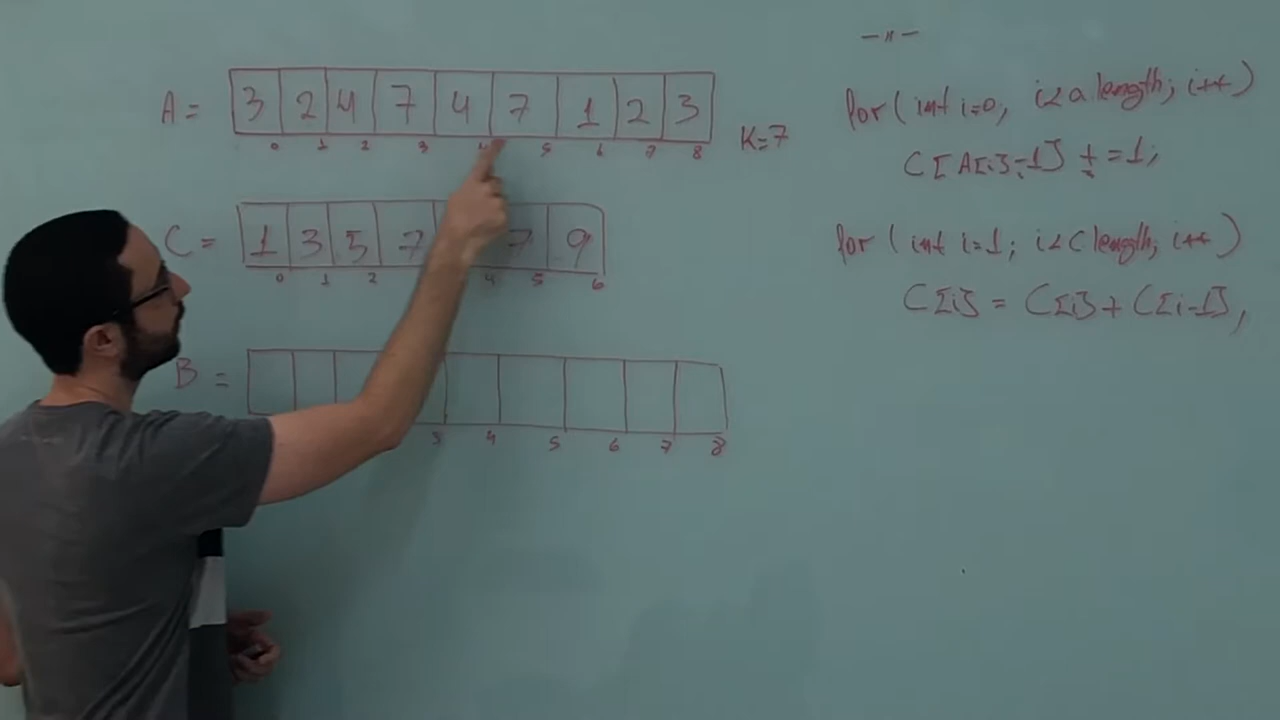 — " —
A = 3 2 4 7 4 7 1 2 3
0 1 2 3 4 5 6 7 8
K=7
C = 1 3 5 7 7 9
0 1 2 4 5 6
B =
3 4 5 6 7 8
for ( int i=0; i<a length; i++ )
C[A[i]-1] += 1;
for ( int i=1; i<C length; i++ )
C[i] = C[i] + C[i-1];